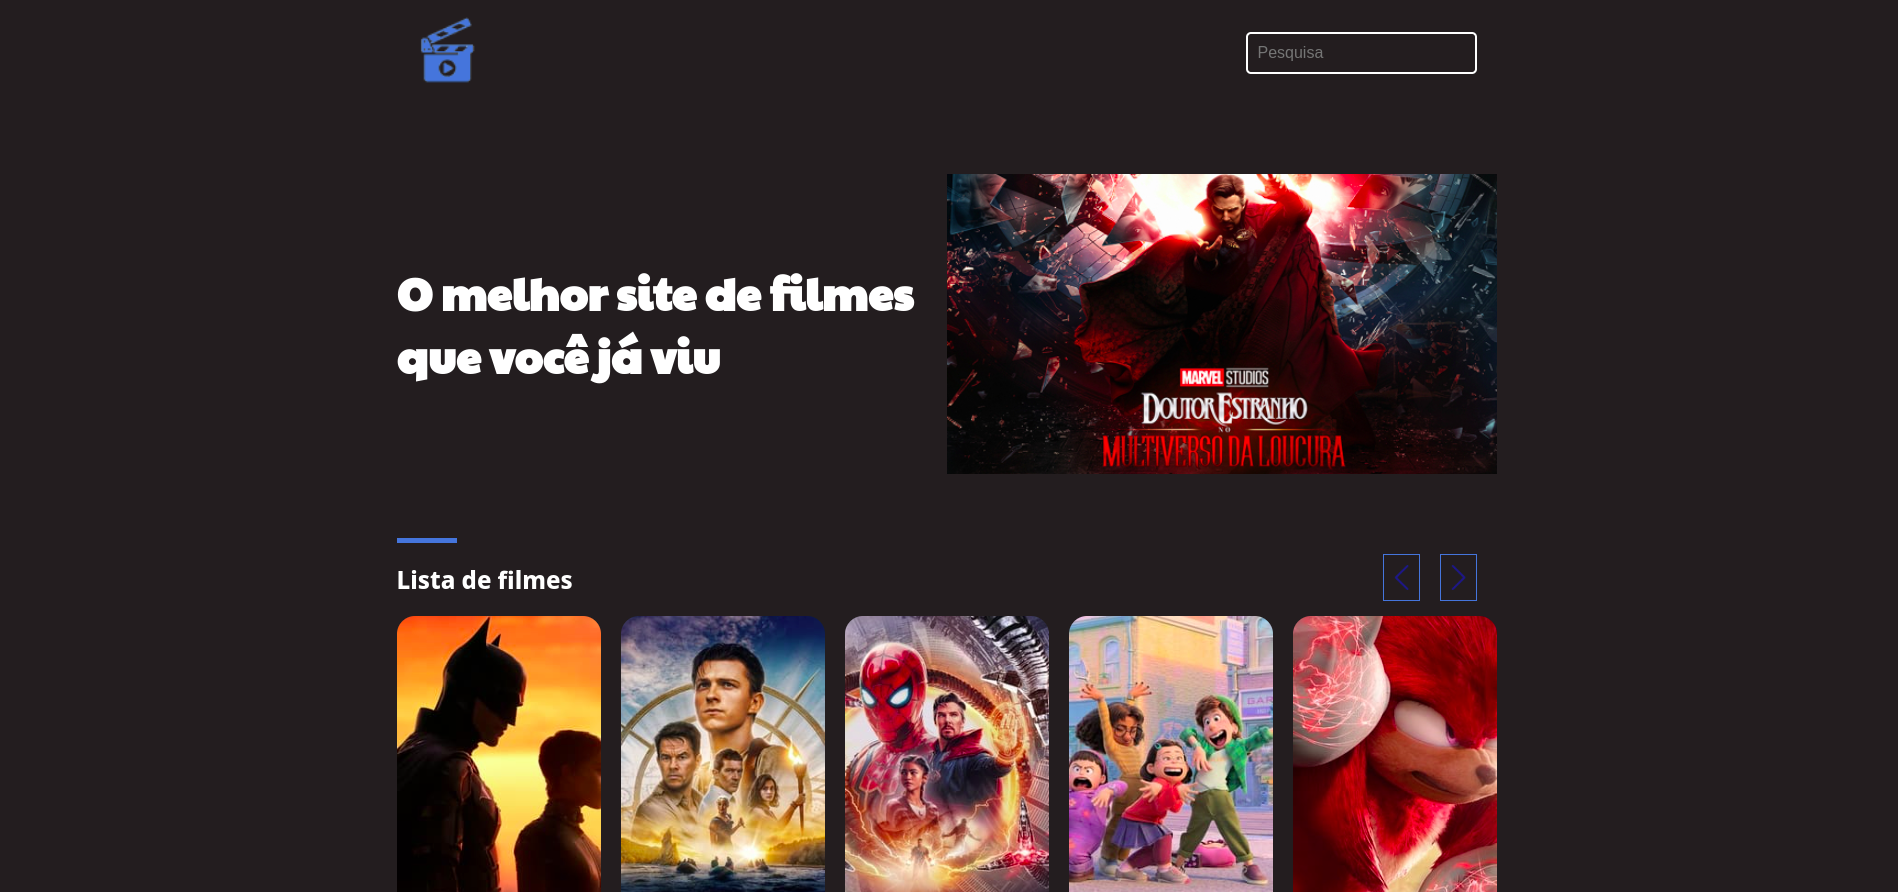 Pesquisa
O melhor site de filmes
que você já viu
MARVEL STUDIOS
DOUTOR ESTRANHO
NO
MULTIVERSO DA LOUCURA
Lista de filmes